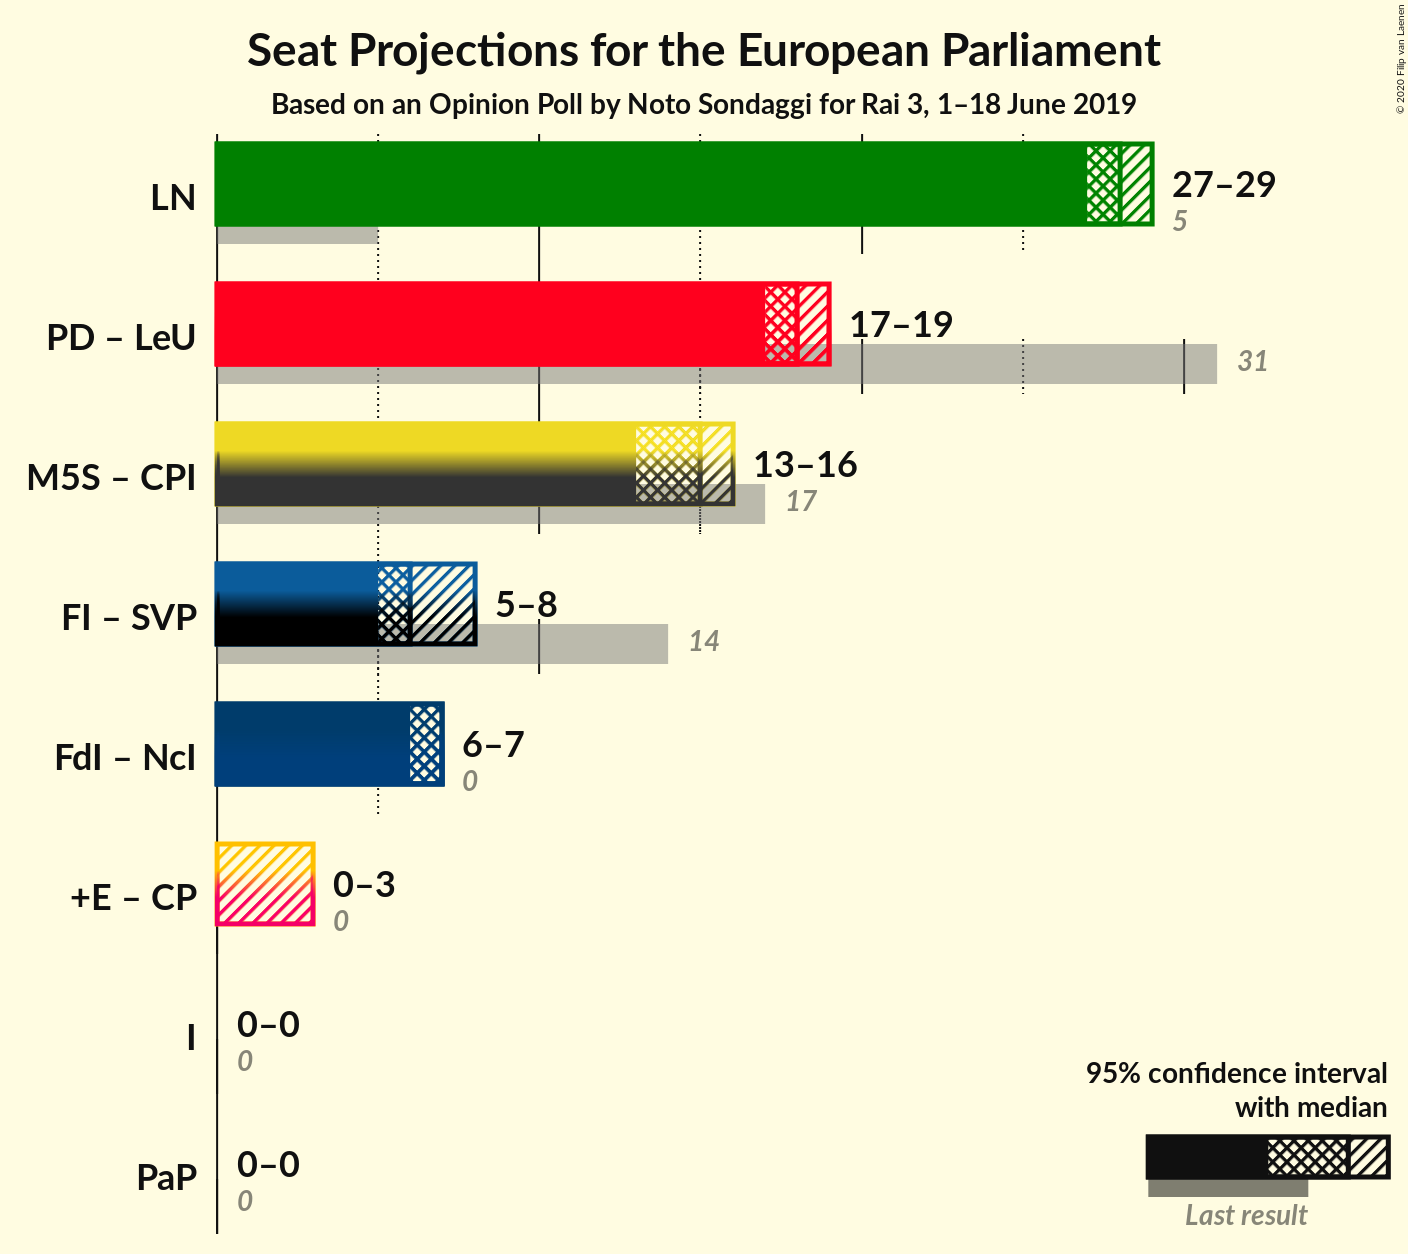 Seat Projections for the European Parliament
Based on an Opinion Poll by Noto Sondaggi for Rai 3, 1–18 June 2019
© 2020 Filip van Laenen
LN
27–29
5
PD – LeU
17–19
31
M5S – CPI
13–16
17
FI – SVP
5–8
14
FdI – NcI
6–7
0
+E – CP
0–3
0
I
0–0
0
PaP
0–0
0
95% confidence interval
with median
Last result